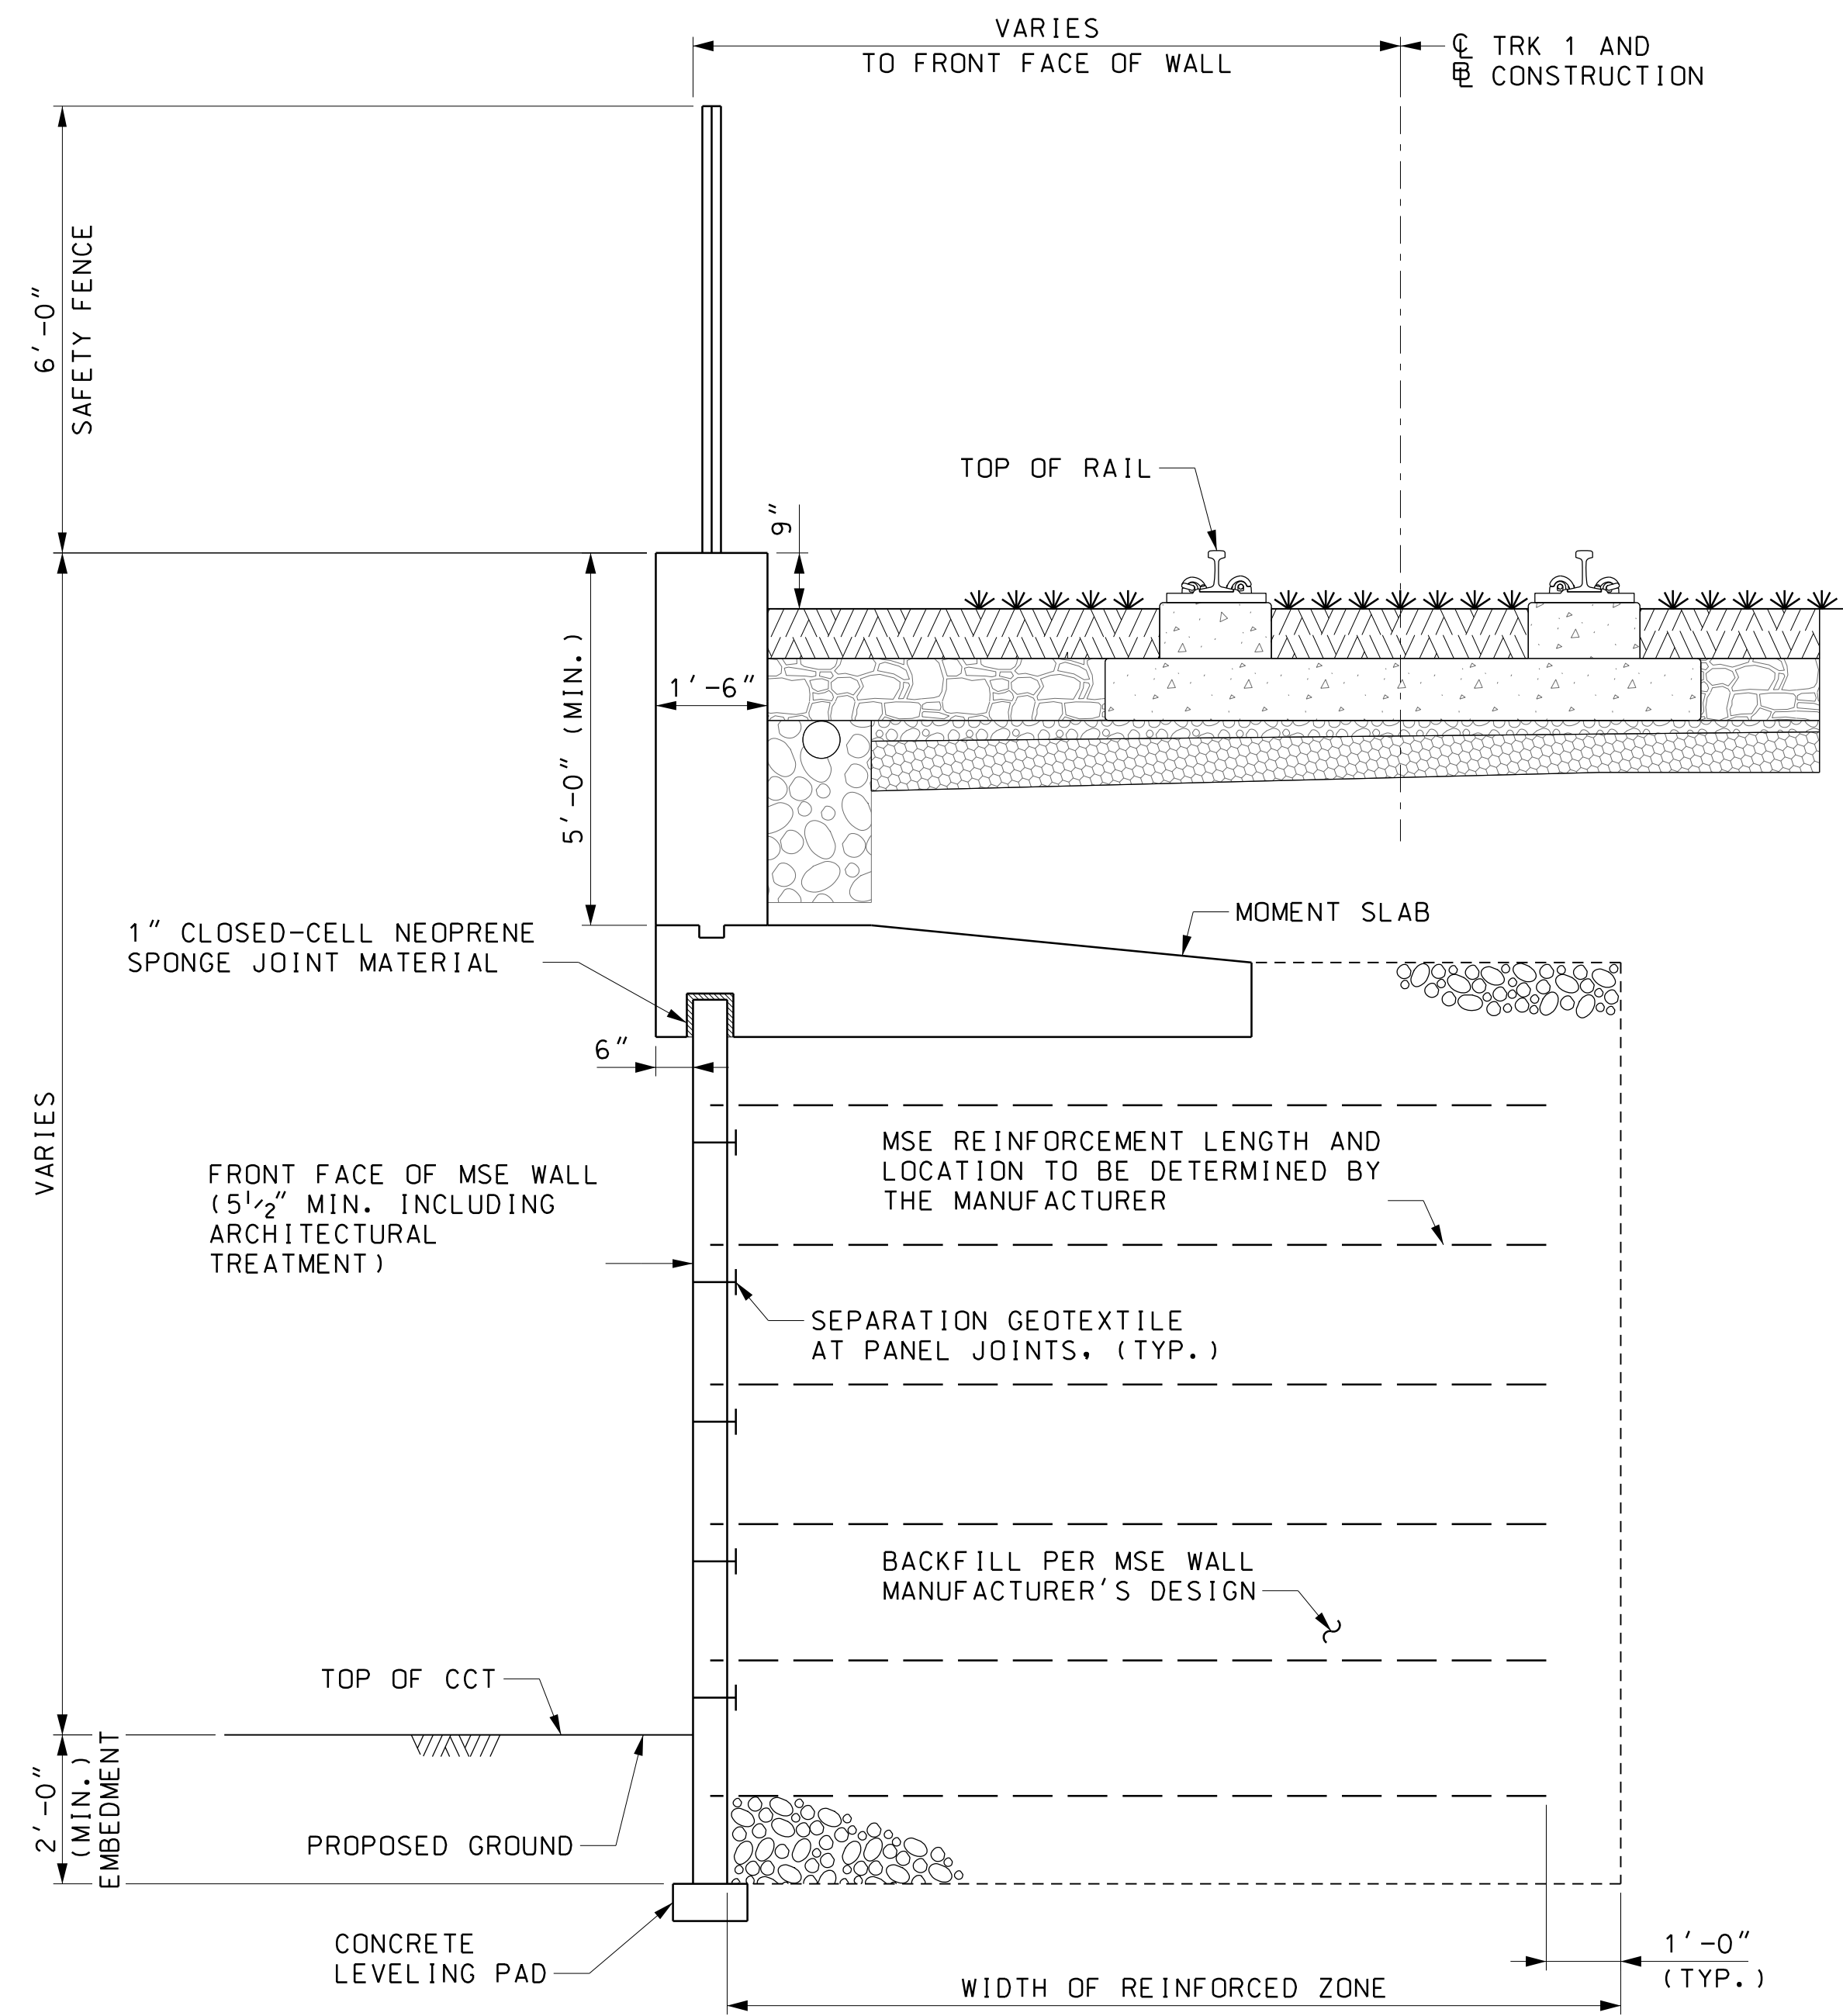 VARIES
TO FRONT FACE OF WALL
℄ TRK 1 AND
BL CONSTRUCTION
6'-0"
SAFETY FENCE
TOP OF RAIL
9"
5'-0" (MIN.)
1'-6"
1" CLOSED-CELL NEOPRENE
SPONGE JOINT MATERIAL
MOMENT SLAB
6"
VARIES
MSE REINFORCEMENT LENGTH AND
LOCATION TO BE DETERMINED BY
THE MANUFACTURER
FRONT FACE OF MSE WALL
(5½" MIN. INCLUDING
ARCHITECTURAL
TREATMENT)
SEPARATION GEOTEXTILE
AT PANEL JOINTS. (TYP.)
BACKFILL PER MSE WALL
MANUFACTURER'S DESIGN
TOP OF CCT
2'-0"
(MIN.)
EMBEDMENT
PROPOSED GROUND
CONCRETE
LEVELING PAD
WIDTH OF REINFORCED ZONE
1'-0"
(TYP.)